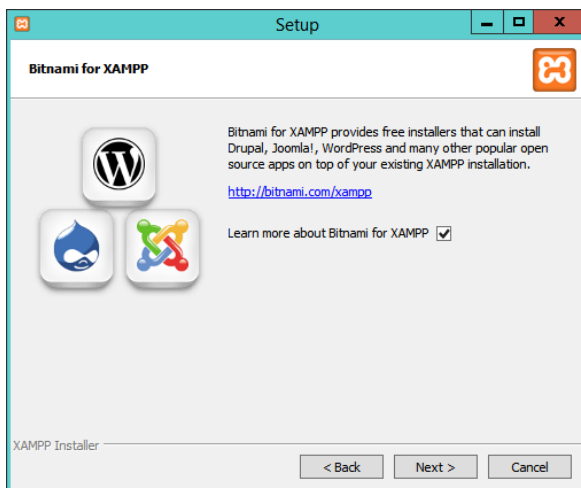 Setup
Bitnami for XAMPP
Bitnami for XAMPP provides free installers that can install
Drupal, Joomla!, WordPress and many other popular open
source apps on top of your existing XAMPP installation.
http://bitnami.com/xampp
Learn more about Bitnami for XAMPP
XAMPP Installer
< Back
Next >
Cancel